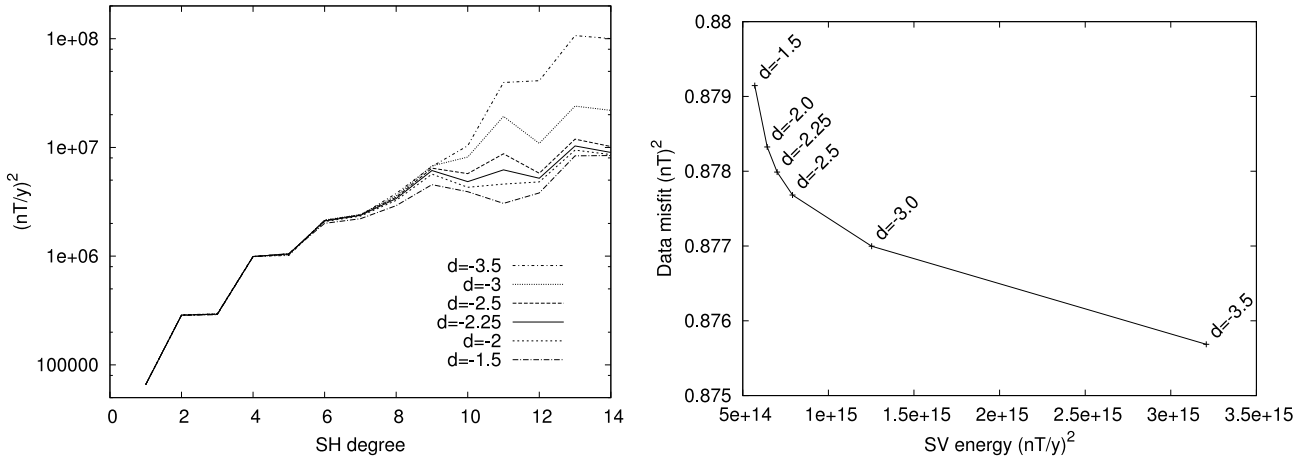 1e+08
1e+07
1e+06
100000
(nT/y)^2
0 2 4 6 8 10 12 14
SH degree
d=-3.5
d=-3
d=-2.5
d=-2.25
d=-2
d=-1.5
0.88
0.879
0.878
0.877
0.876
0.875
Data misfit (nT)^2
d=-1.5
d=-2.0
d=-2.25
d=-2.5
d=-3.0
d=-3.5
5e+14 1e+15 1.5e+15 2e+15 2.5e+15 3e+15 3.5e+15
SV energy (nT/y)^2